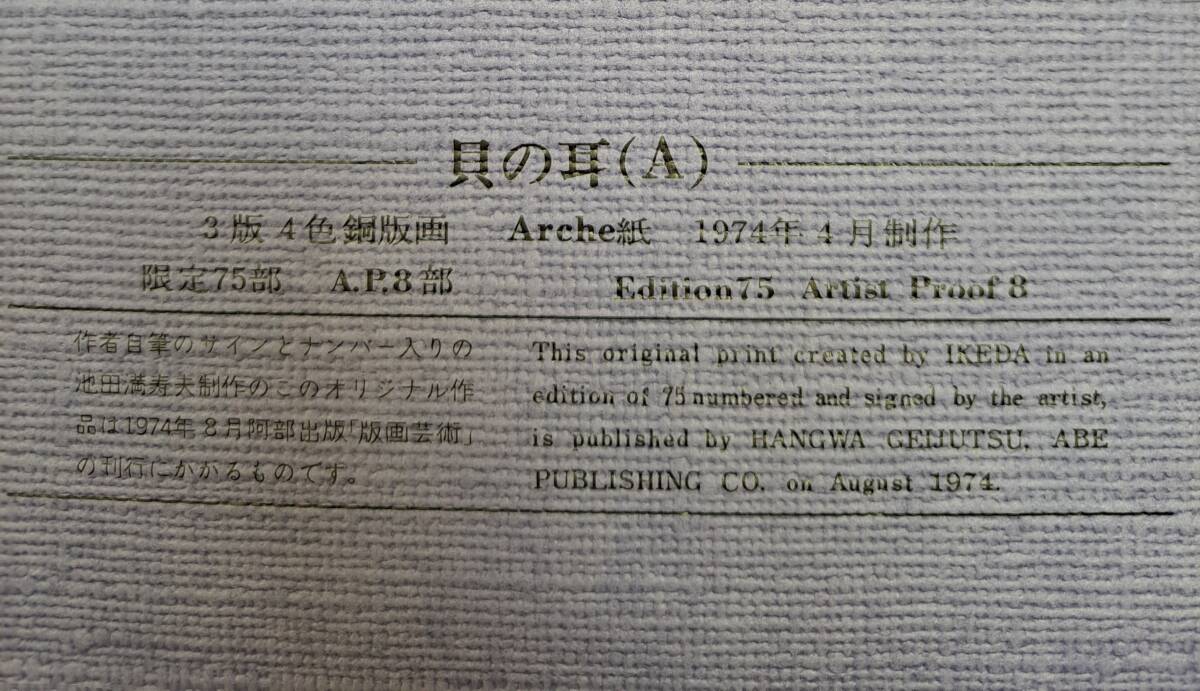 貝の耳(A)
3版4色銅版画 Arche紙 1974年4月制作
限定75部 A.P.8部 Edition75 Artist Proof 8
作者自筆のサインとナンバー入りの
池田満寿夫制作のこのオリジナル作
品は1974年8月阿部出版「版画芸術」
の刊行にかかるものです。
This original print created by IKEDA in an
edition of 75 numbered and signed by the artist,
is published by HANGWA GEIJUTSU. ABE
PUBLISHING CO. on August 1974.